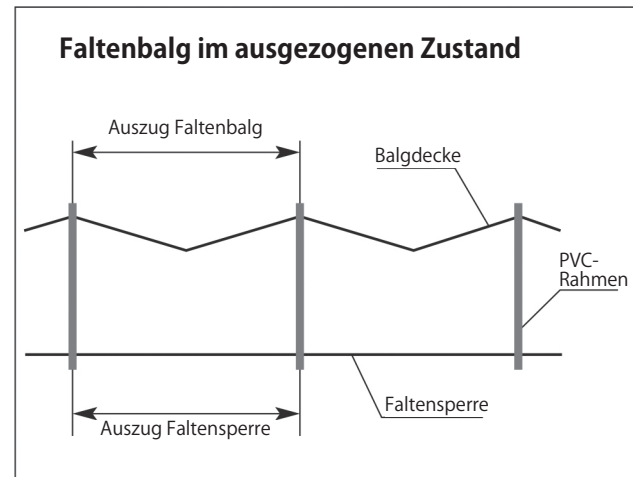 Faltenbalg im ausgezogenen Zustand
Auszug Faltenbalg
Balgdecke
PVC-
Rahmen
Faltensperre
Auszug Faltensperre